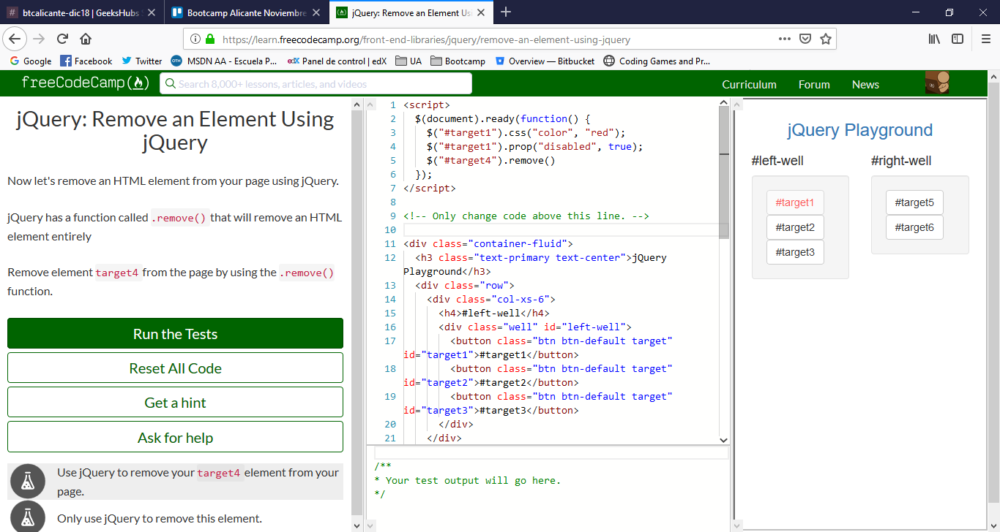 btcalicante-dic18 | GeeksHubs
Bootcamp Alicante Noviembre
jQuery: Remove an Element Us
https://learn.freecodecamp.org/front-end-libraries/jquery/remove-an-element-using-jquery
Google Facebook Twitter MSDN AA - Escuela P... edX Panel de control | edX UA Bootcamp Overview — Bitbucket Coding Games and Pr...
freeCodeCamp
Search 8,000+ lessons, articles, and videos
Curriculum Forum News
jQuery: Remove an Element Using
jQuery
Now let's remove an HTML element from your page using jQuery.
jQuery has a function called .remove() that will remove an HTML
element entirely
Remove element target4 from the page by using the .remove()
function.
Run the Tests
Reset All Code
Get a hint
Ask for help
Use jQuery to remove your target4 element from your
page.
Only use jQuery to remove this element.
1 <script>
2 $(document).ready(function() {
3 $("#target1").css("color", "red");
4 $("#target1").prop("disabled", true);
5 $("#target4").remove()
6 });
7 </script>
8
9 <!-- Only change code above this line. -->
10
11 <div class="container-fluid">
12 <h3 class="text-primary text-center">jQuery
Playground</h3>
13 <div class="row">
14 <div class="col-xs-6">
15 <h4>#left-well</h4>
16 <div class="well" id="left-well">
17 <button class="btn btn-default target"
id="target1">#target1</button>
18 <button class="btn btn-default target"
id="target2">#target2</button>
19 <button class="btn btn-default target"
id="target3">#target3</button>
20 </div>
21 </div>
/**
* Your test output will go here.
*/
jQuery Playground
#left-well
#target1
#target2
#target3
#right-well
#target5
#target6